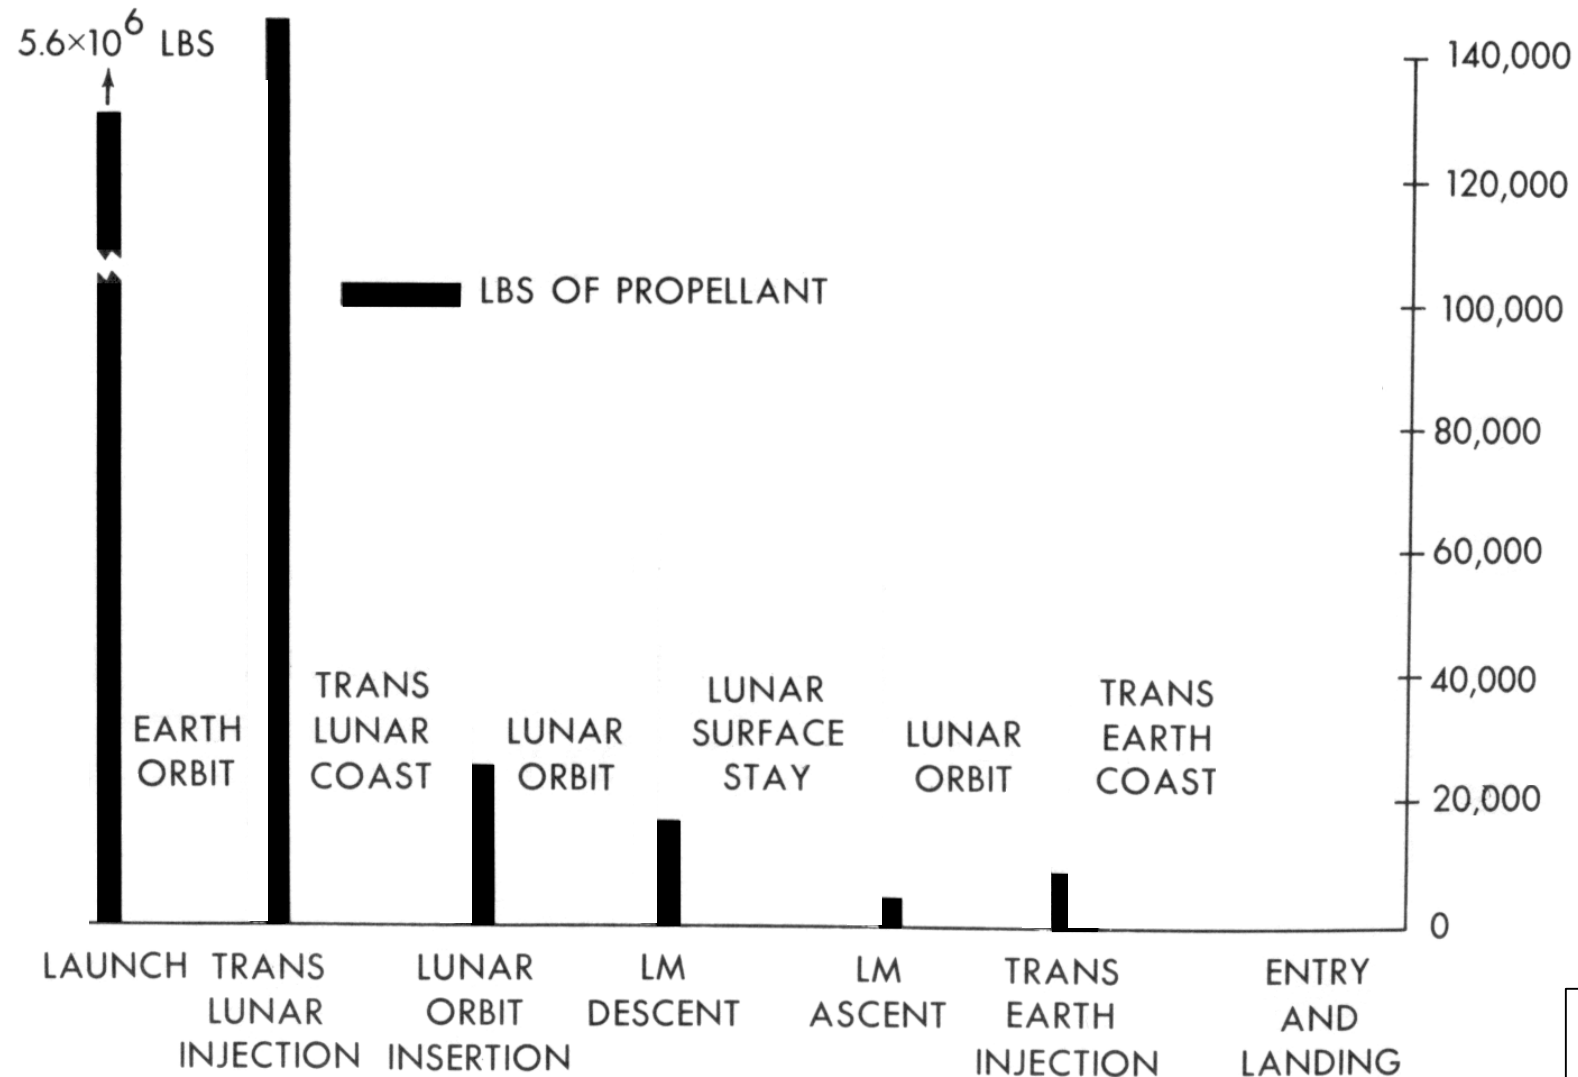 5.6×10⁶ LBS
140,000
120,000
LBS OF PROPELLANT
100,000
80,000
60,000
40,000
20,000
0
EARTH
ORBIT
TRANS
LUNAR
COAST
LUNAR
ORBIT
LUNAR
SURFACE
STAY
LUNAR
ORBIT
TRANS
EARTH
COAST
LAUNCH
TRANS
LUNAR
INJECTION
LUNAR
ORBIT
INSERTION
LM
DESCENT
LM
ASCENT
TRANS
EARTH
INJECTION
ENTRY
AND
LANDING